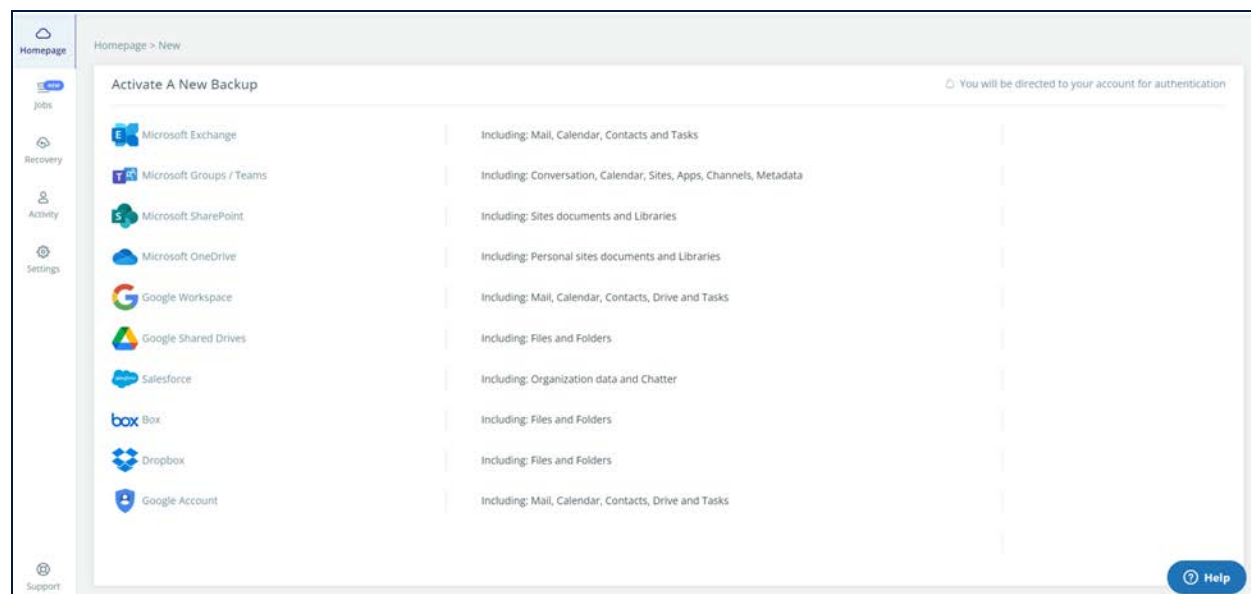 Homepage
Homepage > New
NEW
Jobs
Recovery
Activity
Settings
Support
Activate A New Backup
You will be directed to your account for authentication
E Microsoft Exchange
Including: Mail, Calendar, Contacts and Tasks
T Microsoft Groups / Teams
Including: Conversation, Calendar, Sites, Apps, Channels, Metadata
S Microsoft SharePoint
Including: Sites documents and Libraries
Microsoft OneDrive
Including: Personal sites documents and Libraries
G Google Workspace
Including: Mail, Calendar, Contacts, Drive and Tasks
Google Shared Drives
Including: Files and Folders
salesforce Salesforce
Including: Organization data and Chatter
box Box
Including: Files and Folders
Dropbox
Including: Files and Folders
Google Account
Including: Mail, Calendar, Contacts, Drive and Tasks
? Help